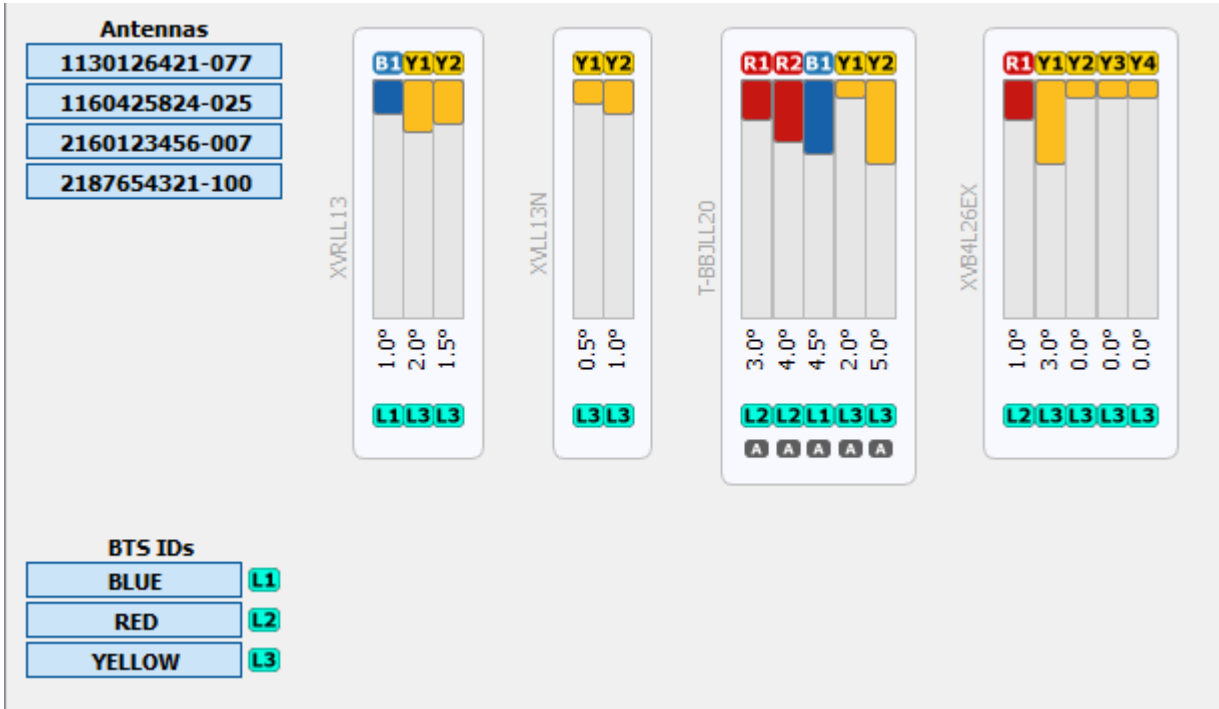 Antennas
1130126421-077
1160425824-025
2160123456-007
2187654321-100
XVRLL13
B1 Y1 Y2
1.0° 2.0° 1.5°
L1 L3 L3
XVLL13N
Y1 Y2
0.5° 1.0°
L3 L3
T-BBJLL20
R1 R2 B1 Y1 Y2
3.0° 4.0° 4.5° 2.0° 5.0°
L2 L2 L1 L3 L3
A A A A A
XVB4L26EX
R1 Y1 Y2 Y3 Y4
1.0° 3.0° 0.0° 0.0° 0.0°
L2 L3 L3 L3 L3
BTS IDs
BLUE L1
RED L2
YELLOW L3